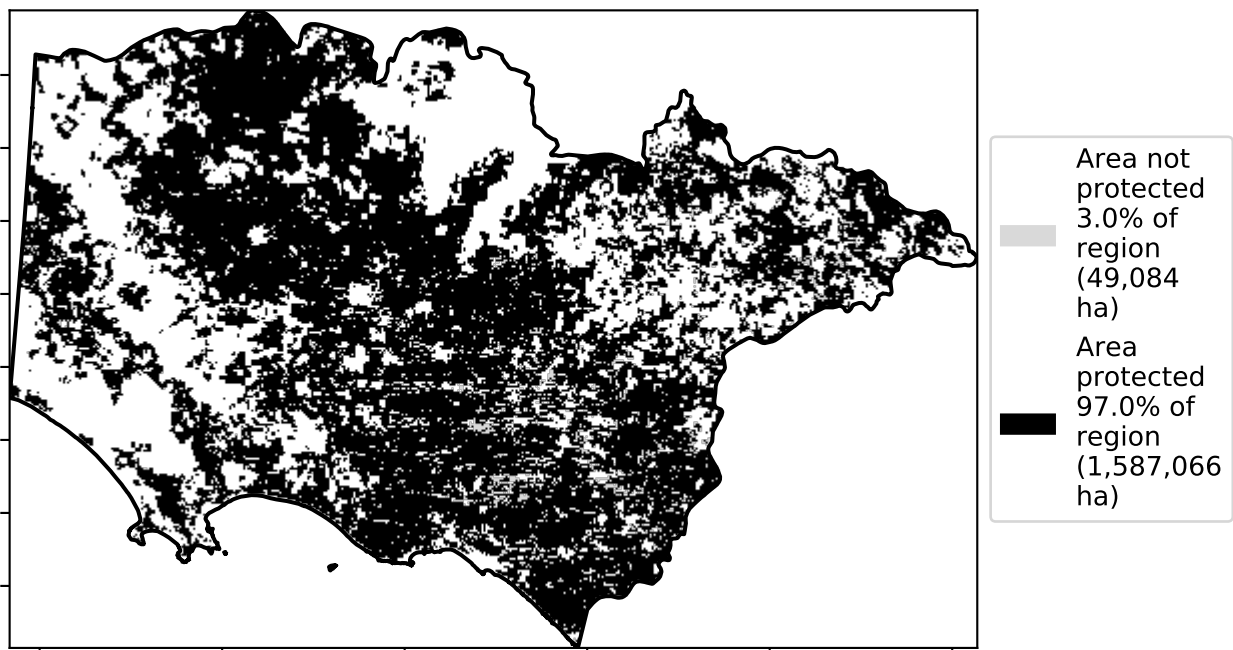 Area not
protected
3.0% of
region
(49,084
ha)
Area
protected
97.0% of
region
(1,587,066
ha)